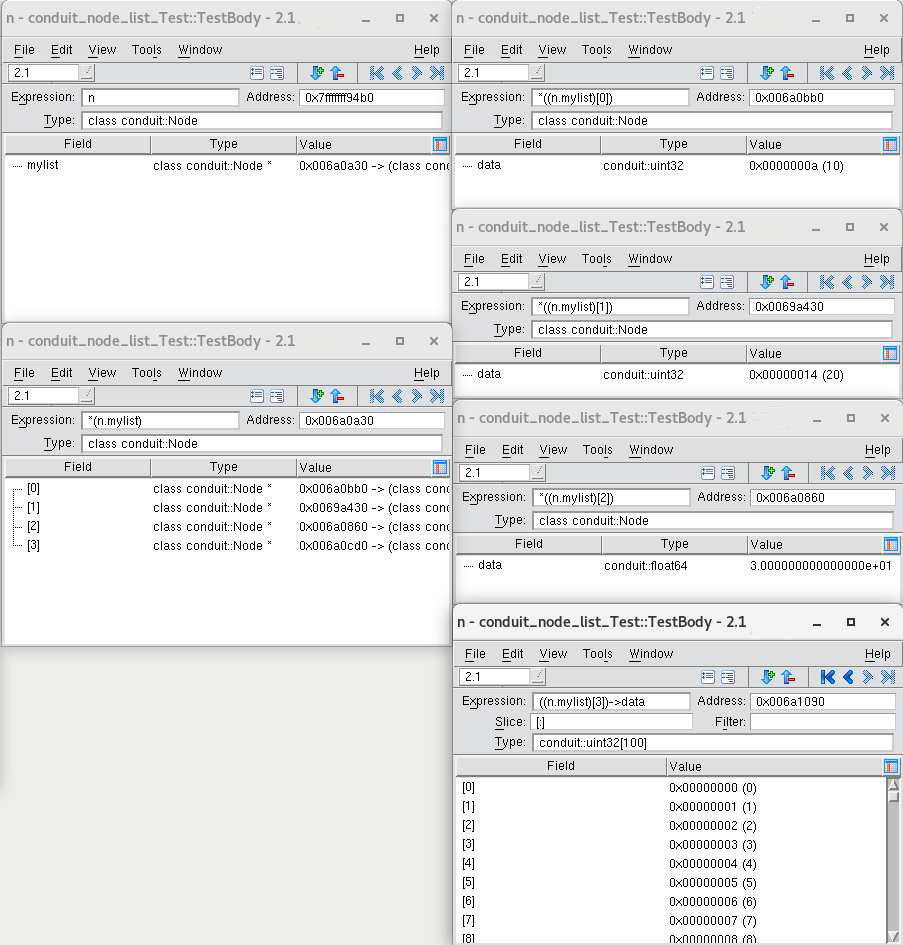 n - conduit_node_list_Test::TestBody - 2.1
File Edit View Tools Window Help
2.1
Expression: n Address: 0x7fffffff94b0
Type: class conduit::Node
Field Type Value
mylist class conduit::Node * 0x006a0a30 -> (class cond
n - conduit_node_list_Test::TestBody - 2.1
File Edit View Tools Window Help
2.1
Expression: *(n.mylist) Address: 0x006a0a30
Type: class conduit::Node
Field Type Value
[0] class conduit::Node * 0x006a0bb0 -> (class cond
[1] class conduit::Node * 0x0069a430 -> (class cond
[2] class conduit::Node * 0x006a0860 -> (class cond
[3] class conduit::Node * 0x006a0cd0 -> (class cond
n - conduit_node_list_Test::TestBody - 2.1
File Edit View Tools Window Help
2.1
Expression: *((n.mylist)[0]) Address: 0x006a0bb0
Type: class conduit::Node
Field Type Value
data conduit::uint32 0x0000000a (10)
n - conduit_node_list_Test::TestBody - 2.1
File Edit View Tools Window Help
2.1
Expression: *((n.mylist)[1]) Address: 0x0069a430
Type: class conduit::Node
Field Type Value
data conduit::uint32 0x00000014 (20)
n - conduit_node_list_Test::TestBody - 2.1
File Edit View Tools Window Help
2.1
Expression: *((n.mylist)[2]) Address: 0x006a0860
Type: class conduit::Node
Field Type Value
data conduit::float64 3.000000000000000e+01
n - conduit_node_list_Test::TestBody - 2.1
File Edit View Tools Window Help
2.1
Expression: ((n.mylist)[3])->data Address: 0x006a1090
Slice: [:] Filter:
Type: conduit::uint32[100]
Field Value
[0] 0x00000000 (0)
[1] 0x00000001 (1)
[2] 0x00000002 (2)
[3] 0x00000003 (3)
[4] 0x00000004 (4)
[5] 0x00000005 (5)
[6] 0x00000006 (6)
[7] 0x00000007 (7)
[8] 0x00000008 (8)